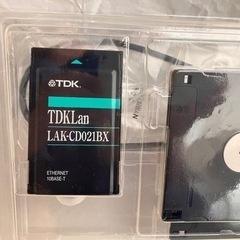 TDK
TDKLan
LAK-CD021BX
ETHERNET
10BASE-T